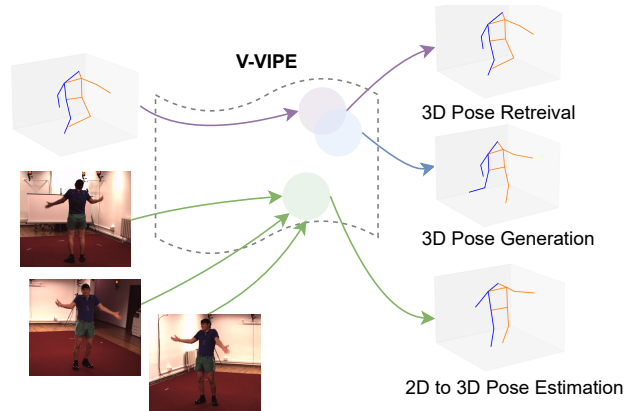 V-VIPE
3D Pose Retreival
3D Pose Generation
2D to 3D Pose Estimation